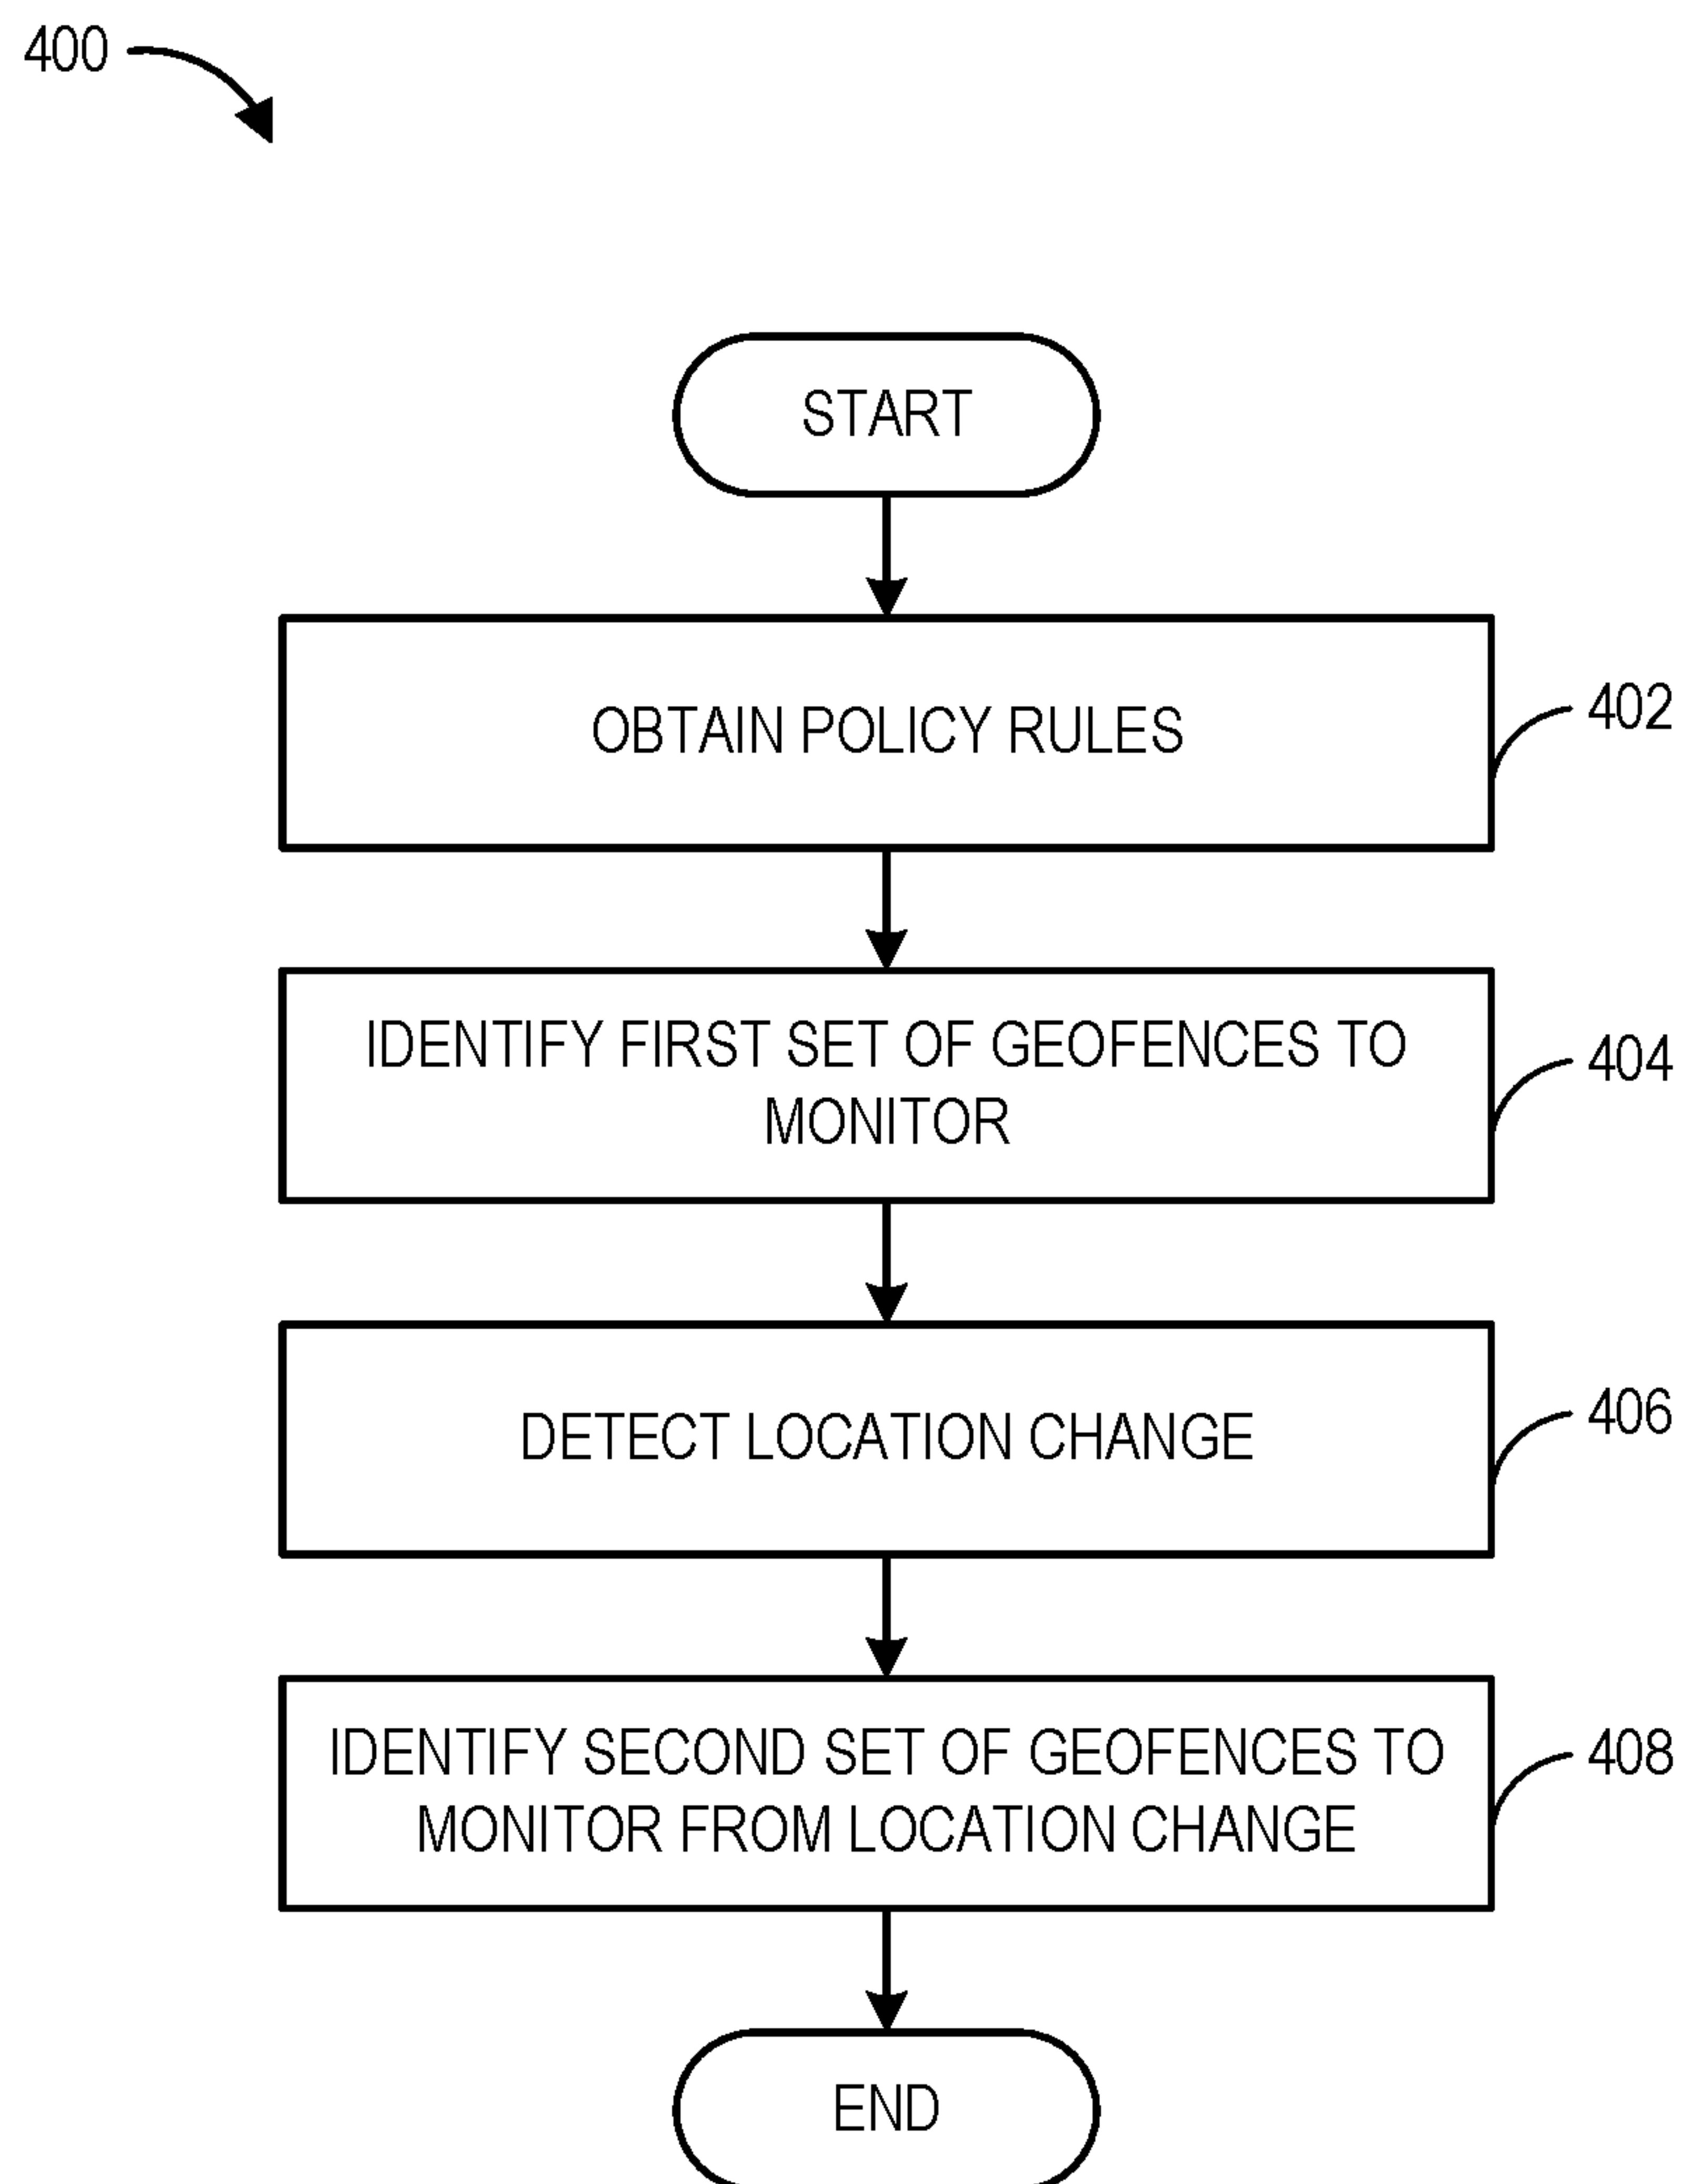 400
START
OBTAIN POLICY RULES
402
IDENTIFY FIRST SET OF GEOFENCES TO
MONITOR
404
DETECT LOCATION CHANGE
406
IDENTIFY SECOND SET OF GEOFENCES TO
MONITOR FROM LOCATION CHANGE
408
END